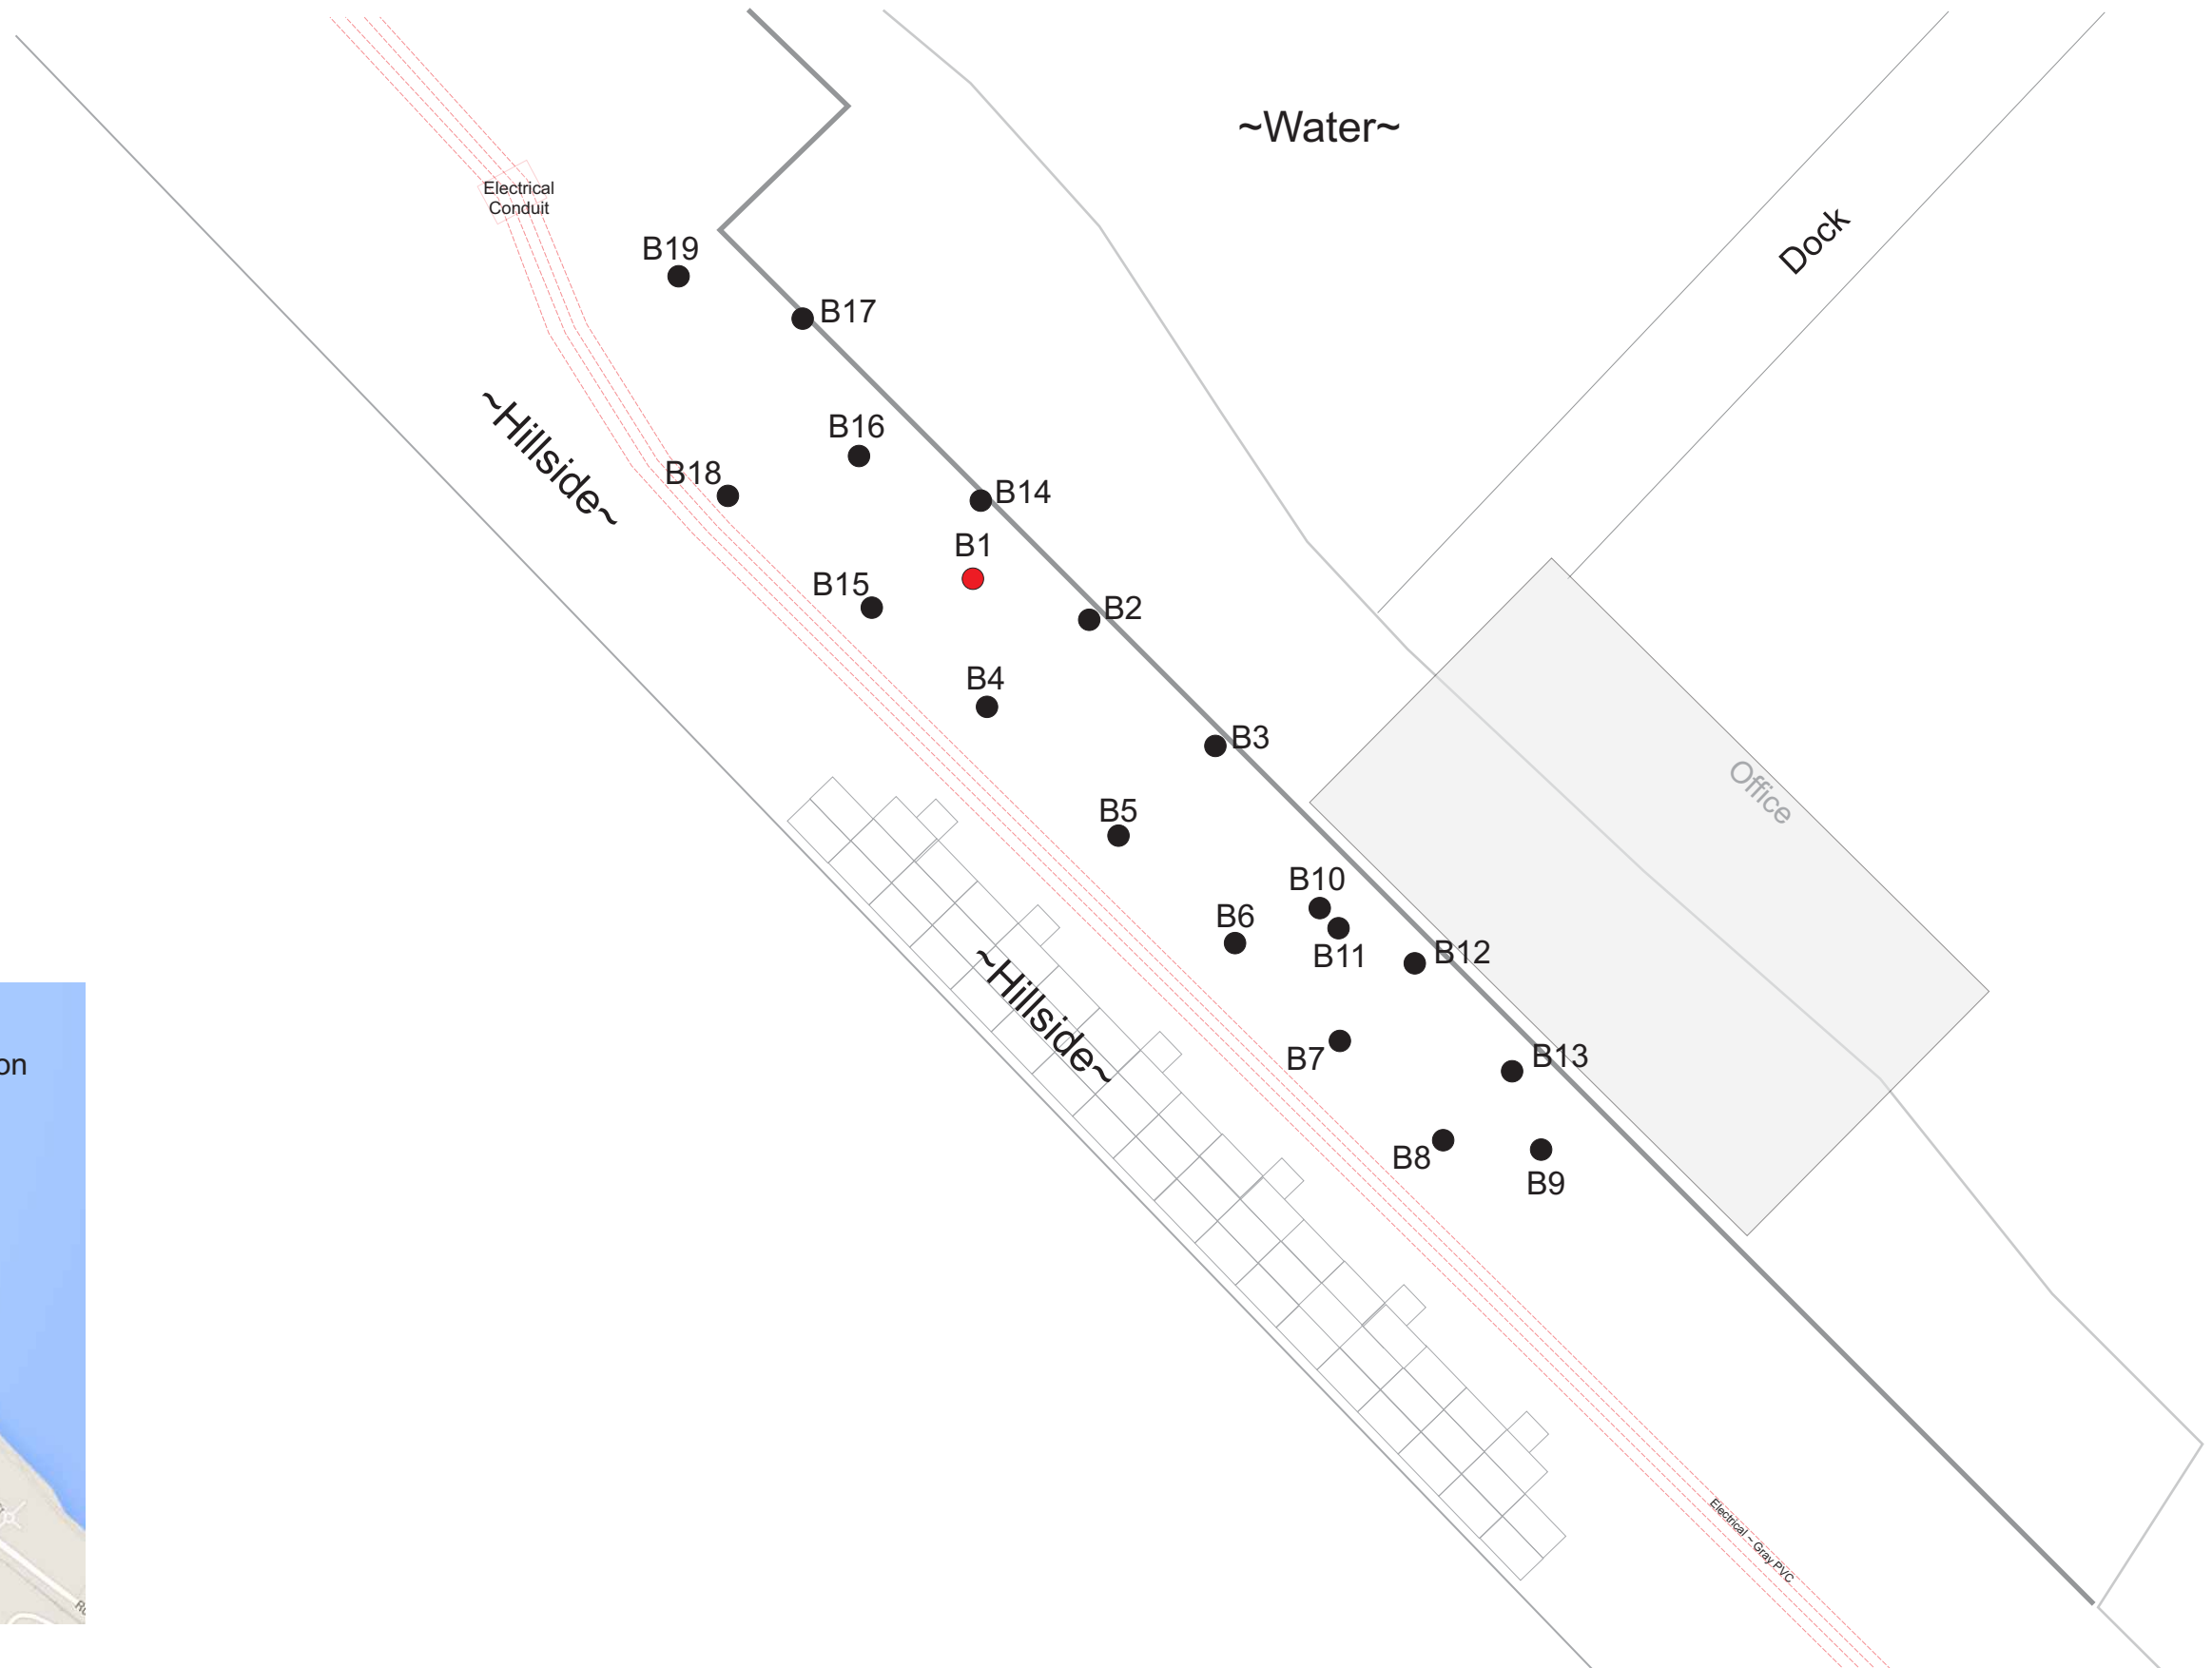 ~Water~
Electrical
Conduit
Dock
B19
B17
~Hillside~
B16
B18
B14
B1
B15
B2
B4
B3
Office
B5
B10
B6
B12
B11
~Hillside~
B7
B13
B8
B9
on
Electrical ~ Gray PVC